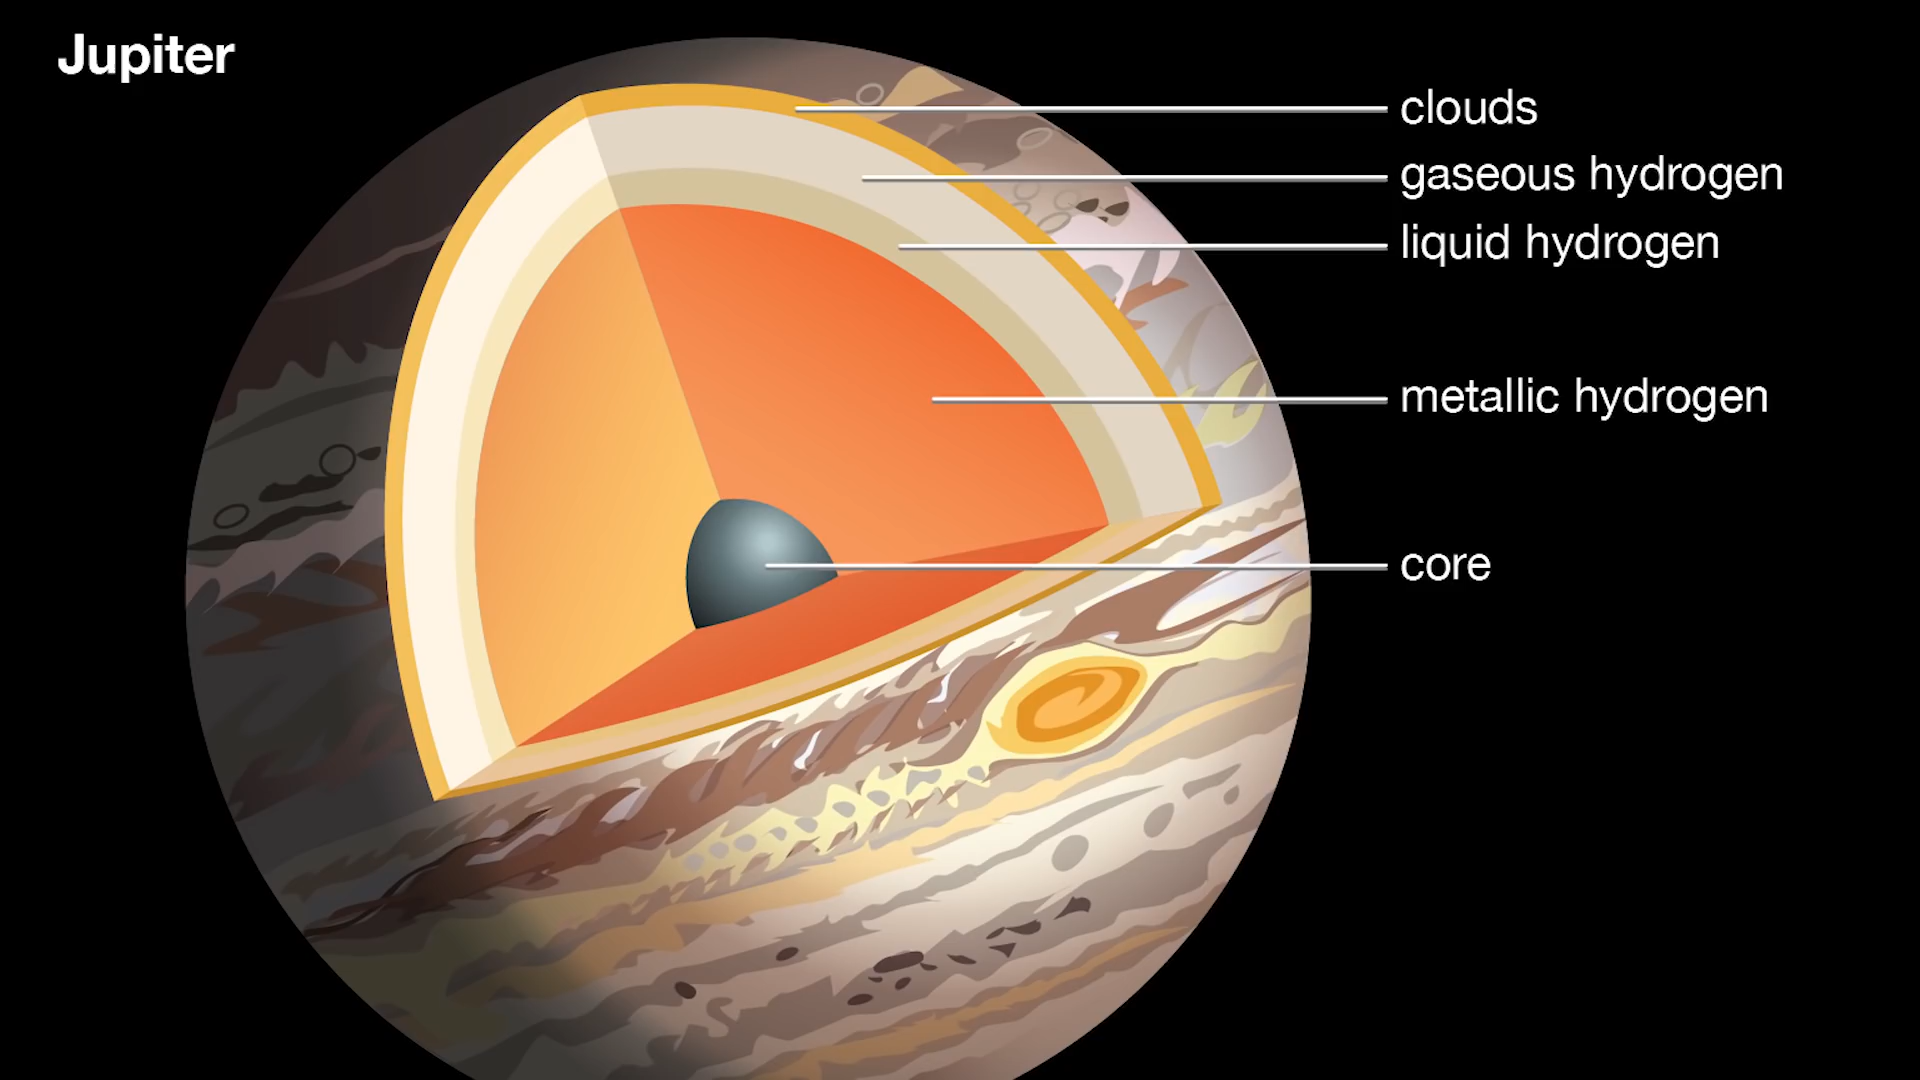 Jupiter
clouds
gaseous hydrogen
liquid hydrogen
metallic hydrogen
core